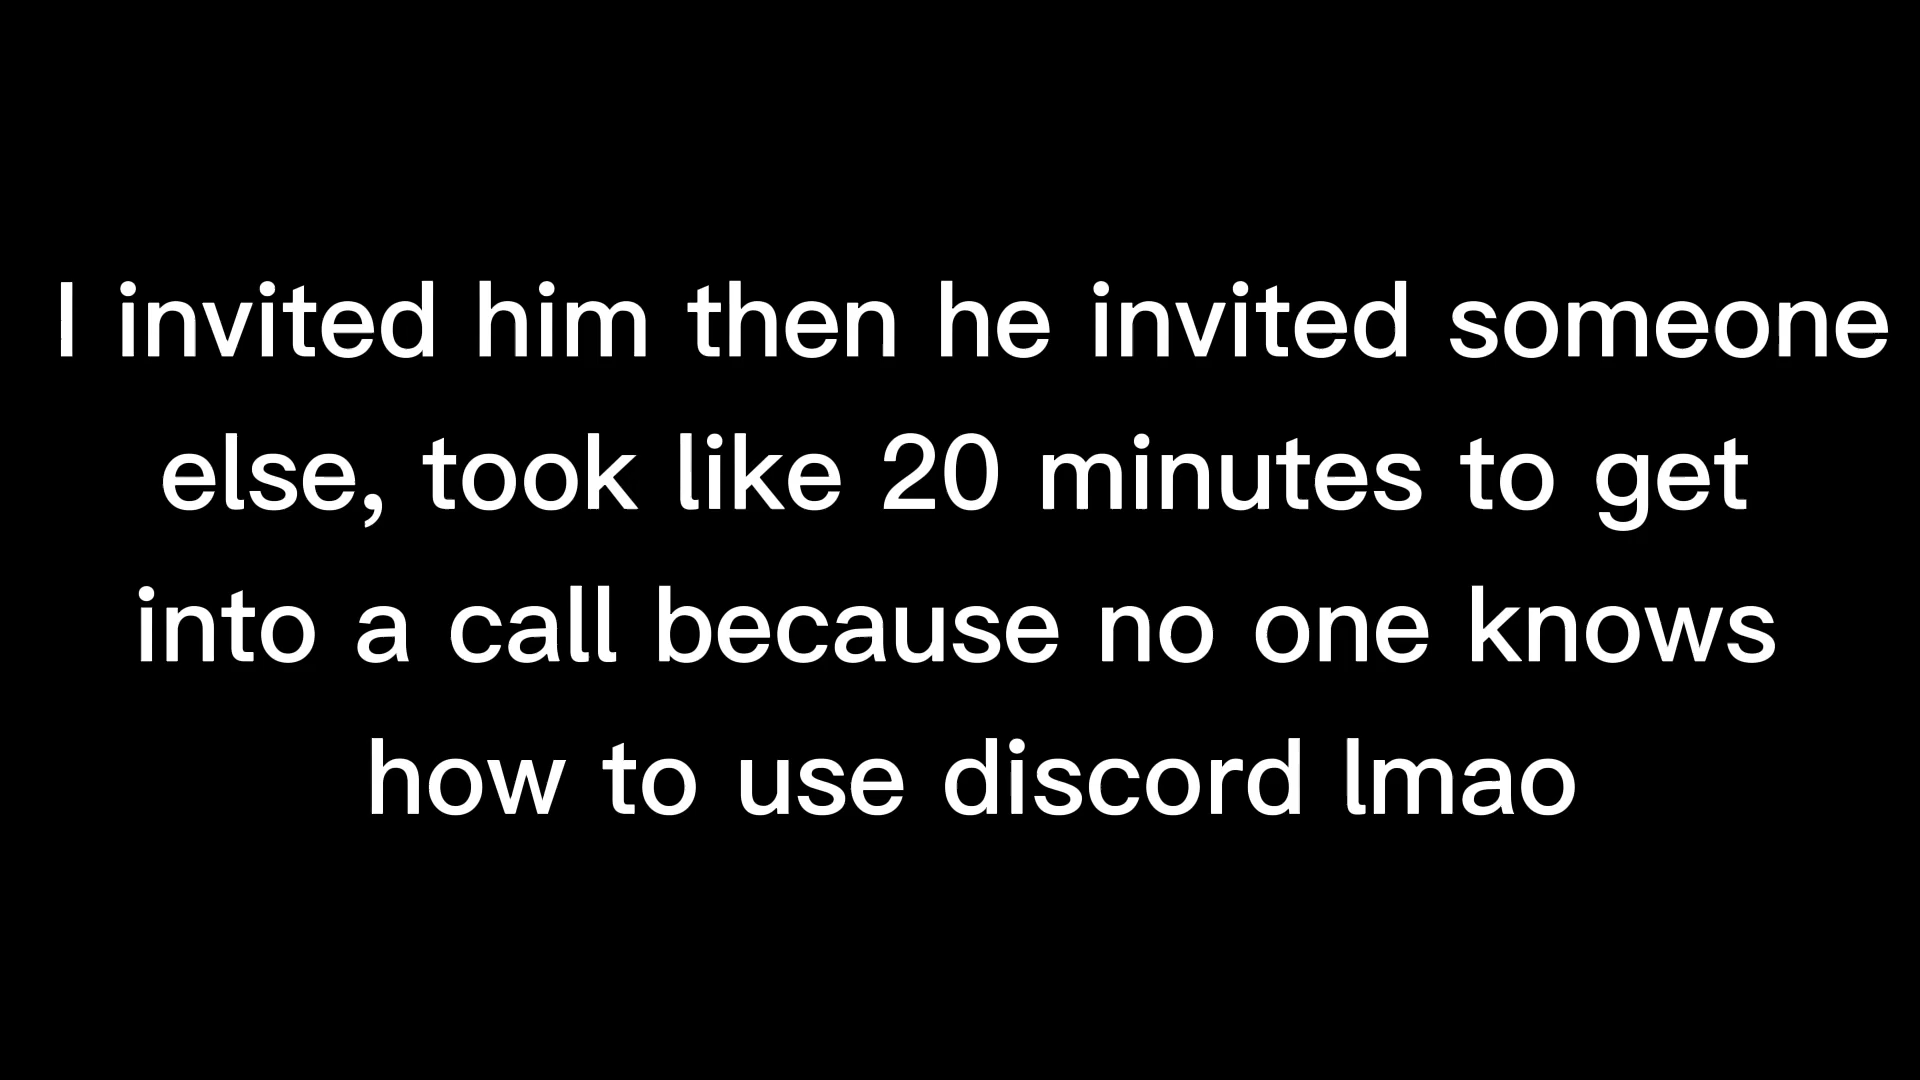 I invited him then he invited someone
else, took like 20 minutes to get
into a call because no one knows
how to use discord lmao